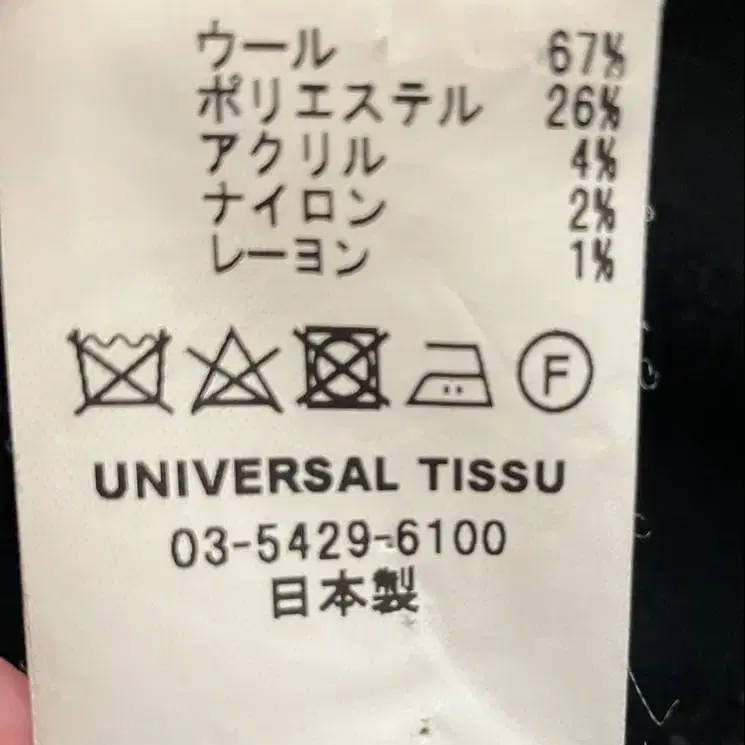 ウール 67%
ポリエステル 26%
アクリル 4%
ナイロン 2%
レーヨン 1%
F
UNIVERSAL TISSU
03-5429-6100
日本製